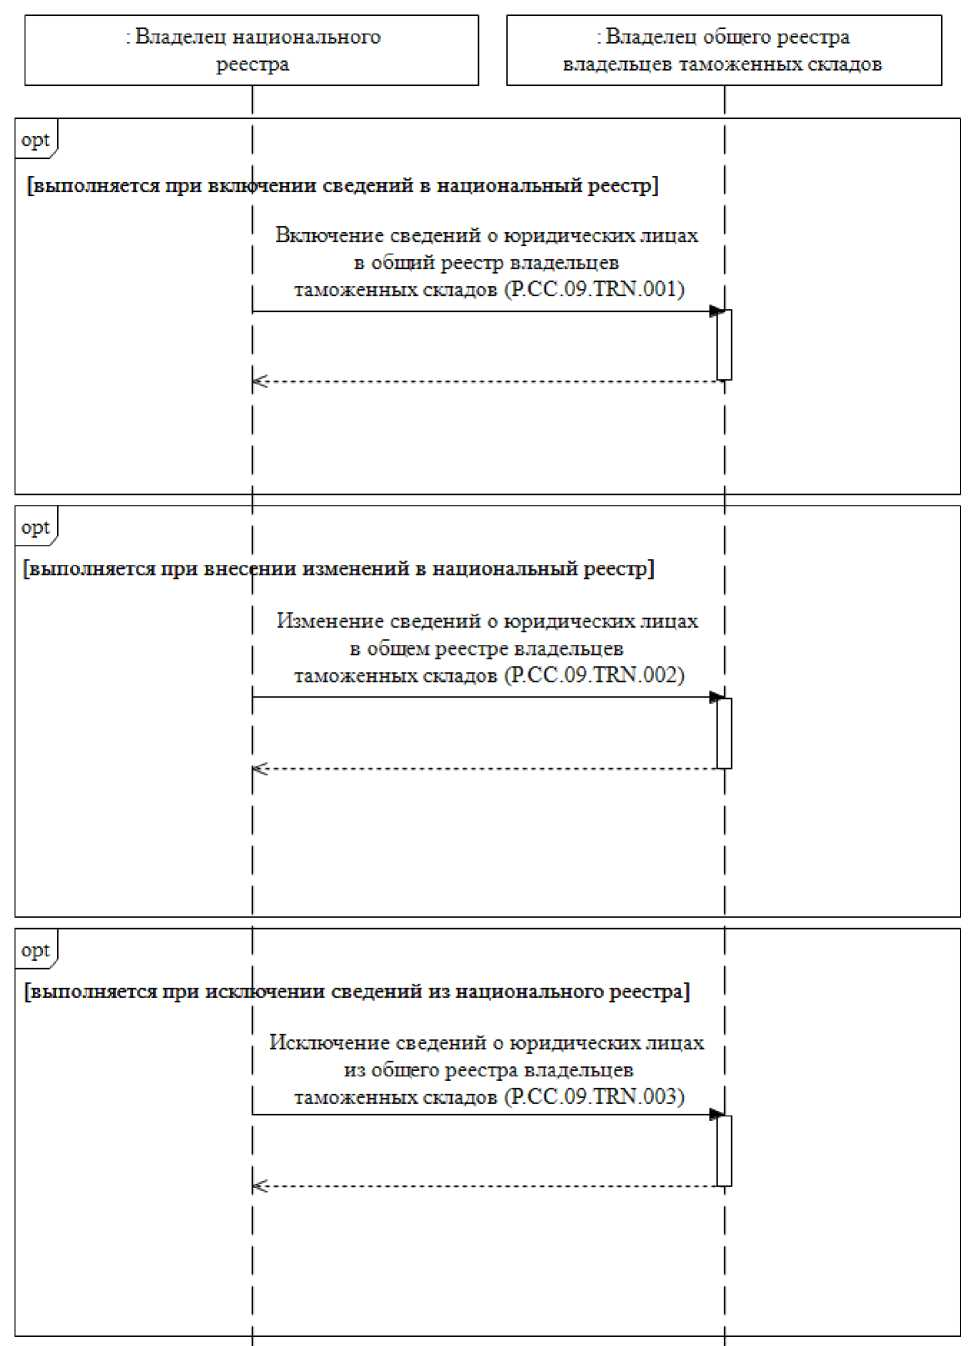 : Владелец национального
реестра
: Владелец общего реестра
владельцев таможенных складов
opt
[выполняется при включении сведений в национальный реестр]
Включение сведений о юридических лицах
в общий реестр владельцев
таможенных складов (P.CC.09.TRN.001)
opt
[выполняется при внесении изменений в национальный реестр]
Изменение сведений о юридических лицах
в общем реестре владельцев
таможенных складов (P.CC.09.TRN.002)
opt
[выполняется при исключении сведений из национального реестра]
Исключение сведений о юридических лицах
из общего реестра владельцев
таможенных складов (P.CC.09.TRN.003)